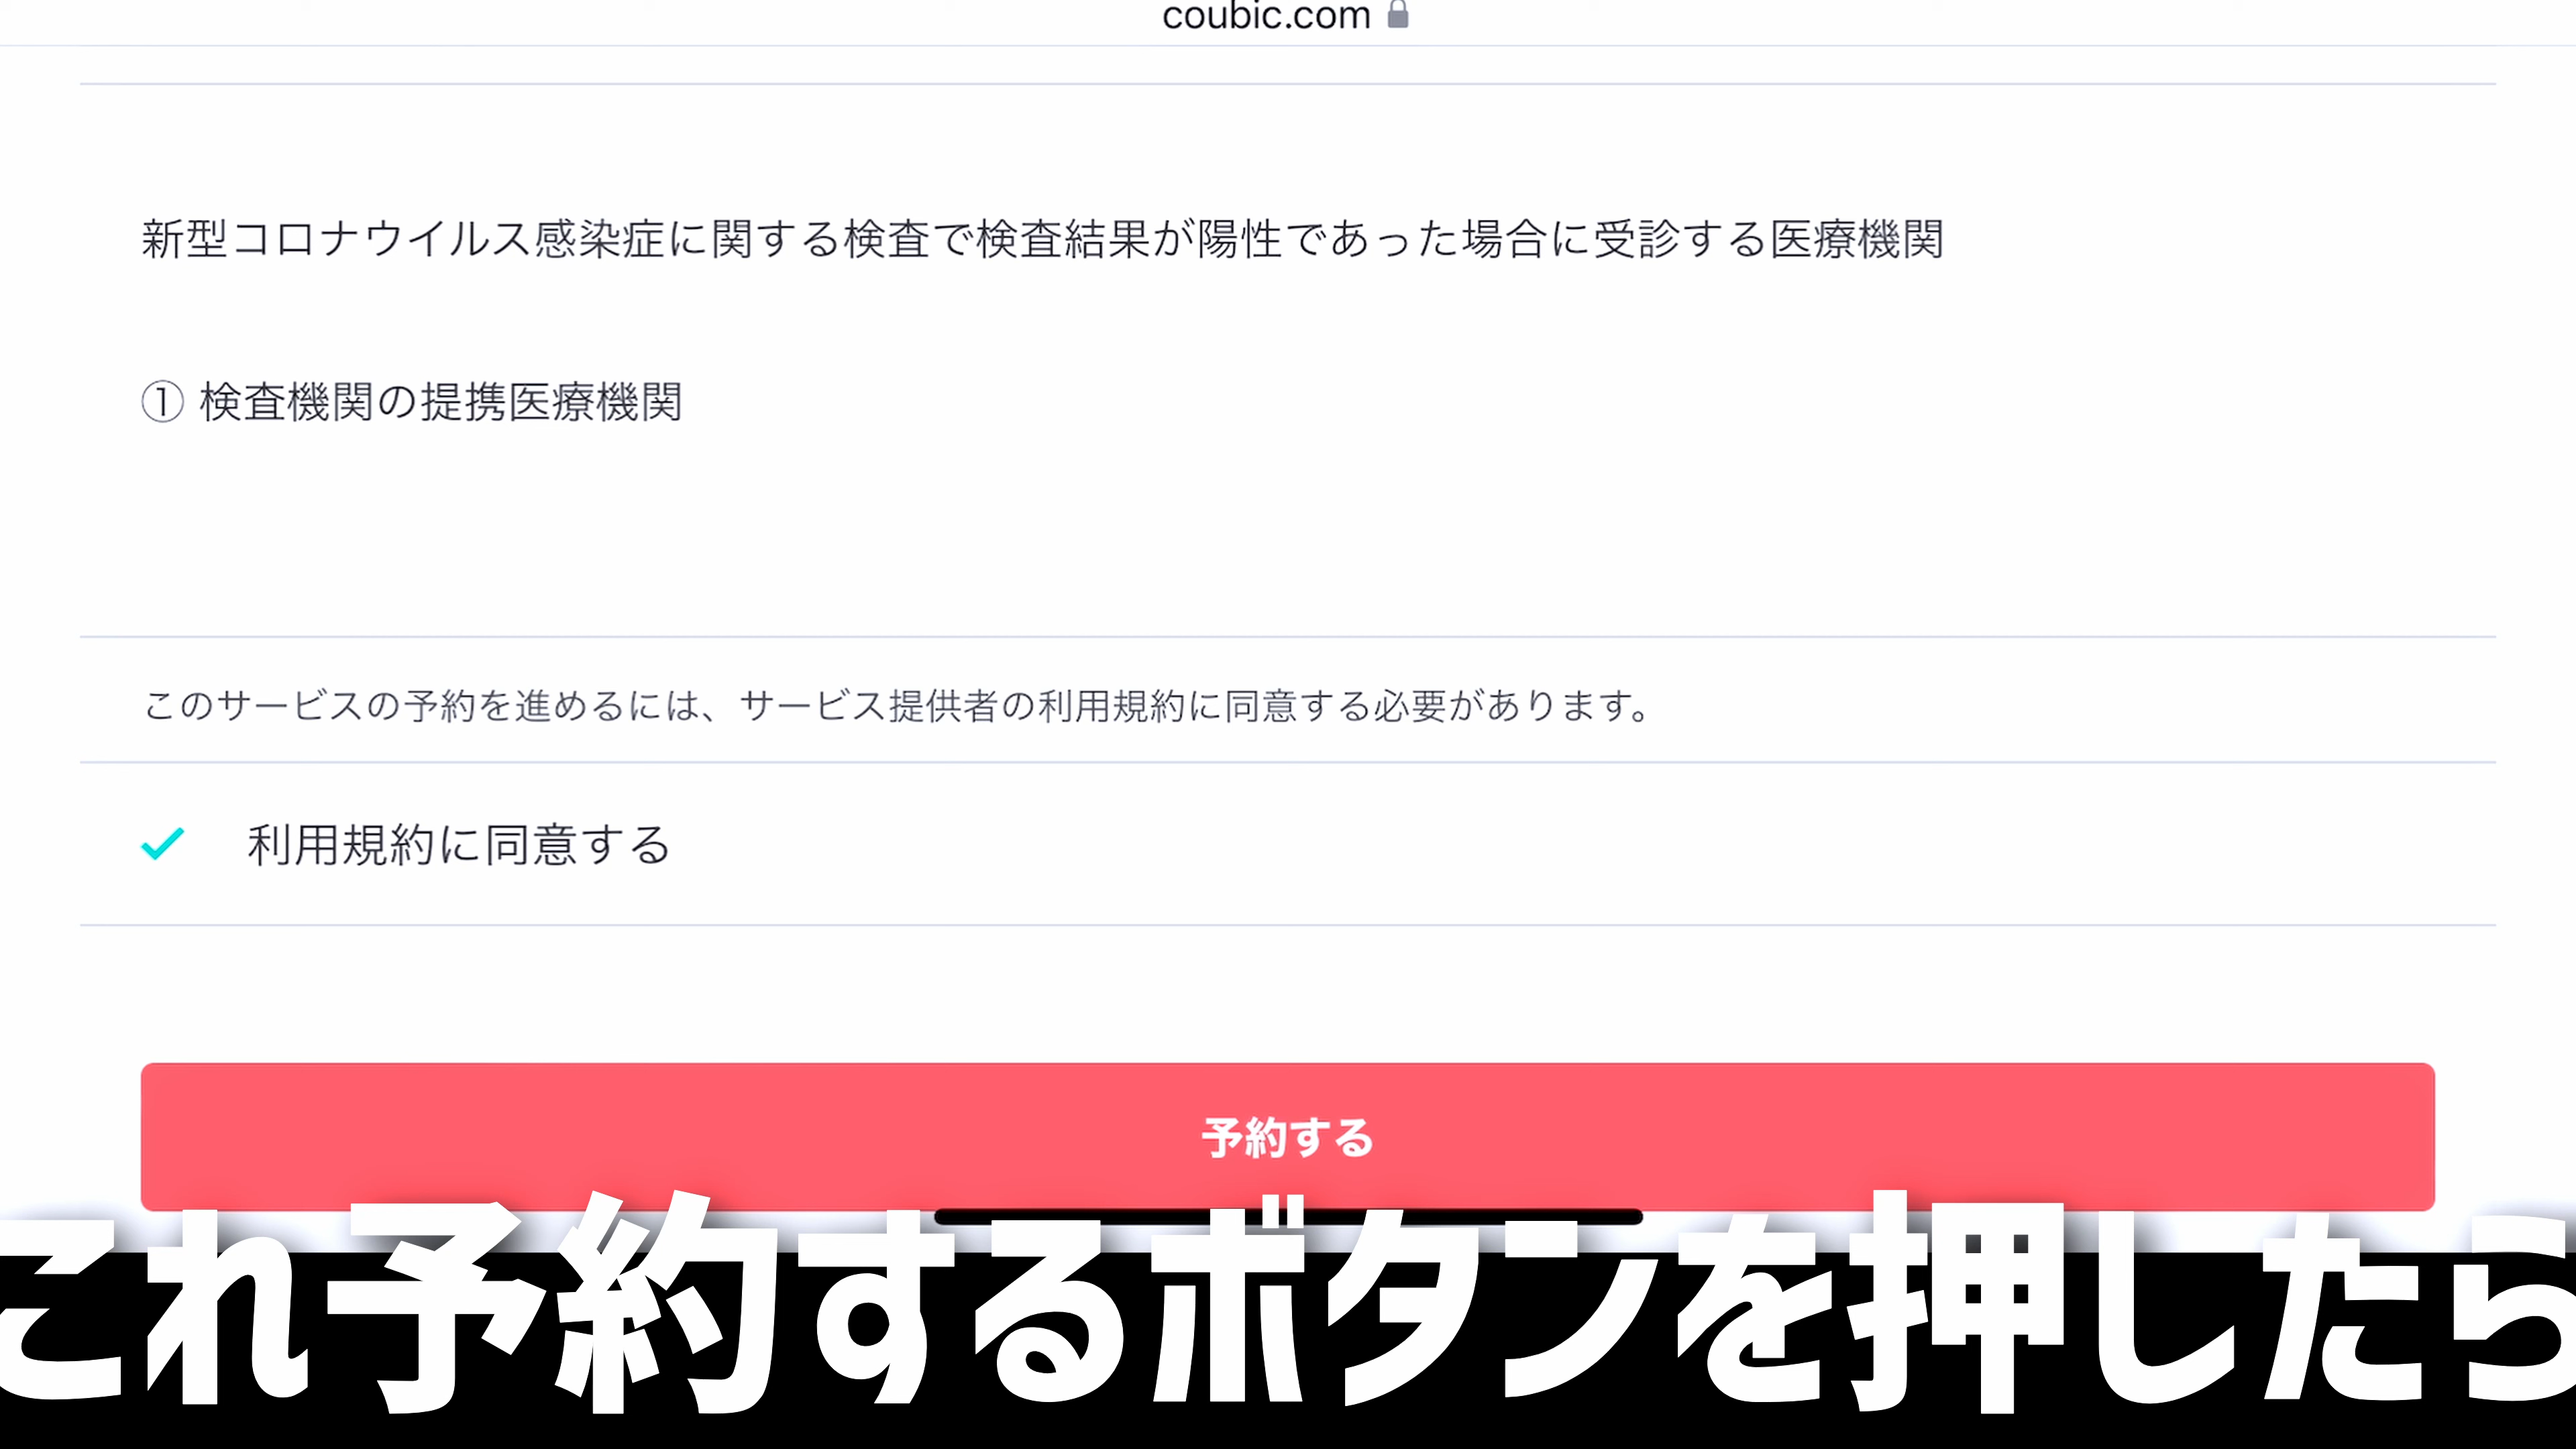 coubic.com
新型コロナウイルス感染症に関する検査で検査結果が陽性であった場合に受診する医療機関
① 検査機関の提携医療機関
このサービスの予約を進めるには、サービス提供者の利用規約に同意する必要があります。
利用規約に同意する
予約する
これ予約するボタンを押したら